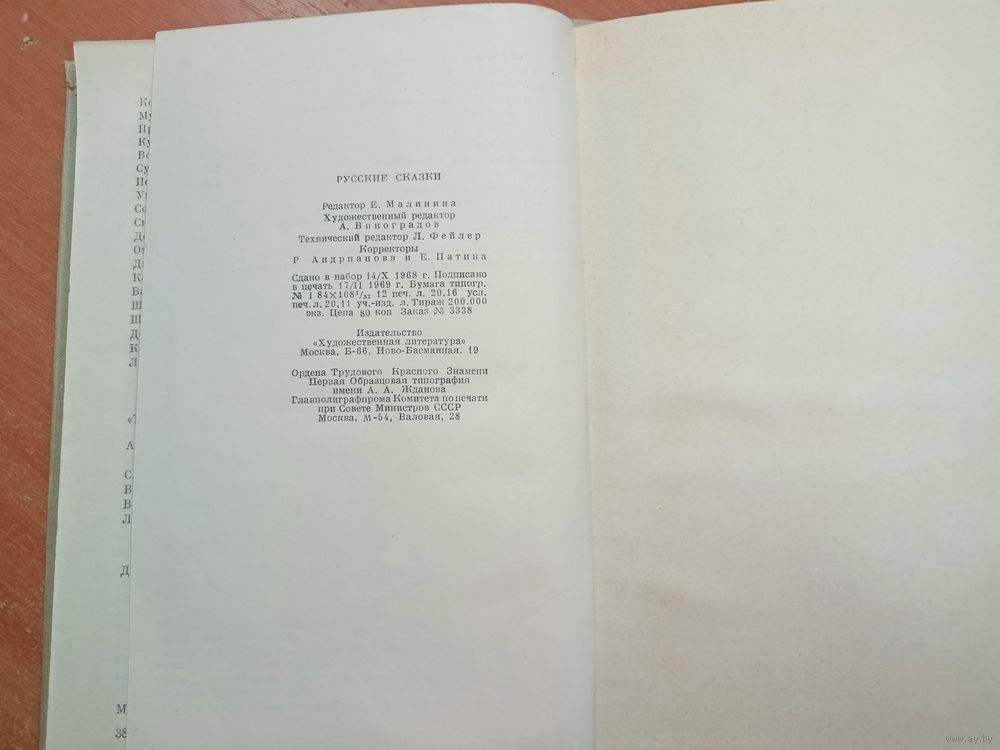 РУССКИЕ СКАЗКИ
Редактор Е. Малинина
Художественный редактор
А. Виноградов
Технический редактор Л. Фейлер
Корректоры
Р Андрианова и Е. Патина
Сдано в набор 14/X 1968 г. Подписано
в печать 17/II 1969 г. Бумага типогр.
№ 1 84×108¹/₃₂ 12 печ. л. 20,16 усл.
печ. л. 20,11 уч.-изд. л. Тираж 200.000
экз. Цена 80 коп Заказ № 3338
Издательство
«Художественная литература»
Москва, Б-66, Ново-Басманная, 19
Ордена Трудового Красного Знамени
Первая Образцовая типография
имени А. А. Жданова
Главполиграфпрома Комитета по печати
при Совете Министров СССР
Москва, М-54, Валовая, 28
38
www.ay.by